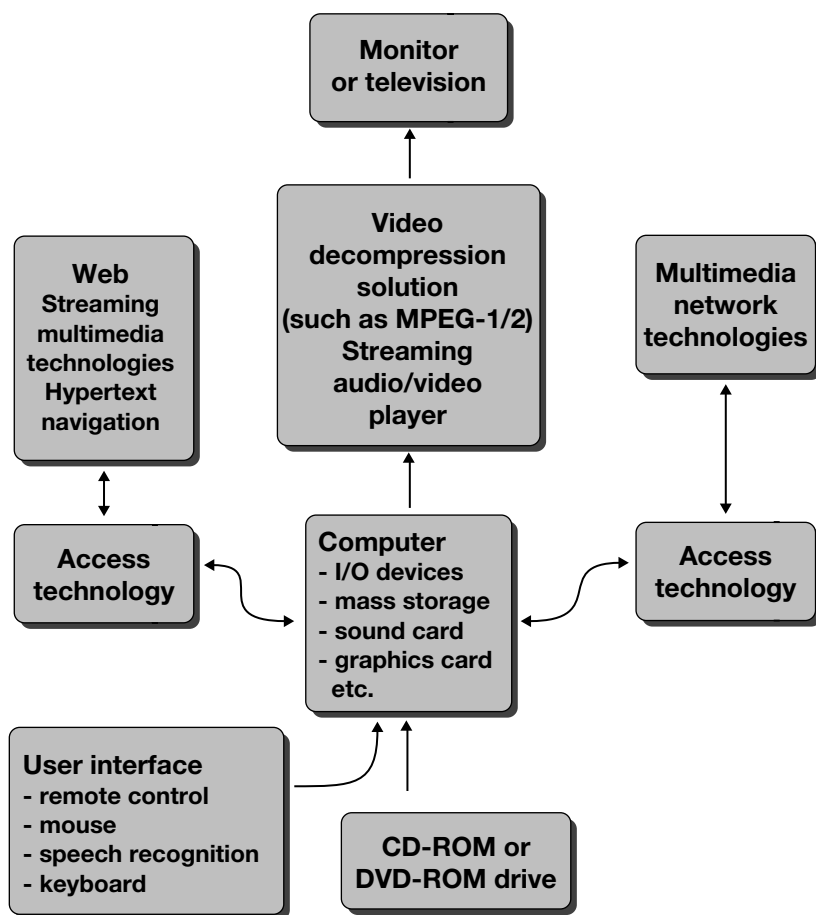 Monitor
or television
Video
decompression
solution
(such as MPEG-1/2)
Streaming
audio/video
player
Web
Streaming
multimedia
technologies
Hypertext
navigation
Multimedia
network
technologies
Access
technology
Computer
- I/O devices
- mass storage
- sound card
- graphics card
etc.
Access
technology
User interface
- remote control
- mouse
- speech recognition
- keyboard
CD-ROM or
DVD-ROM drive